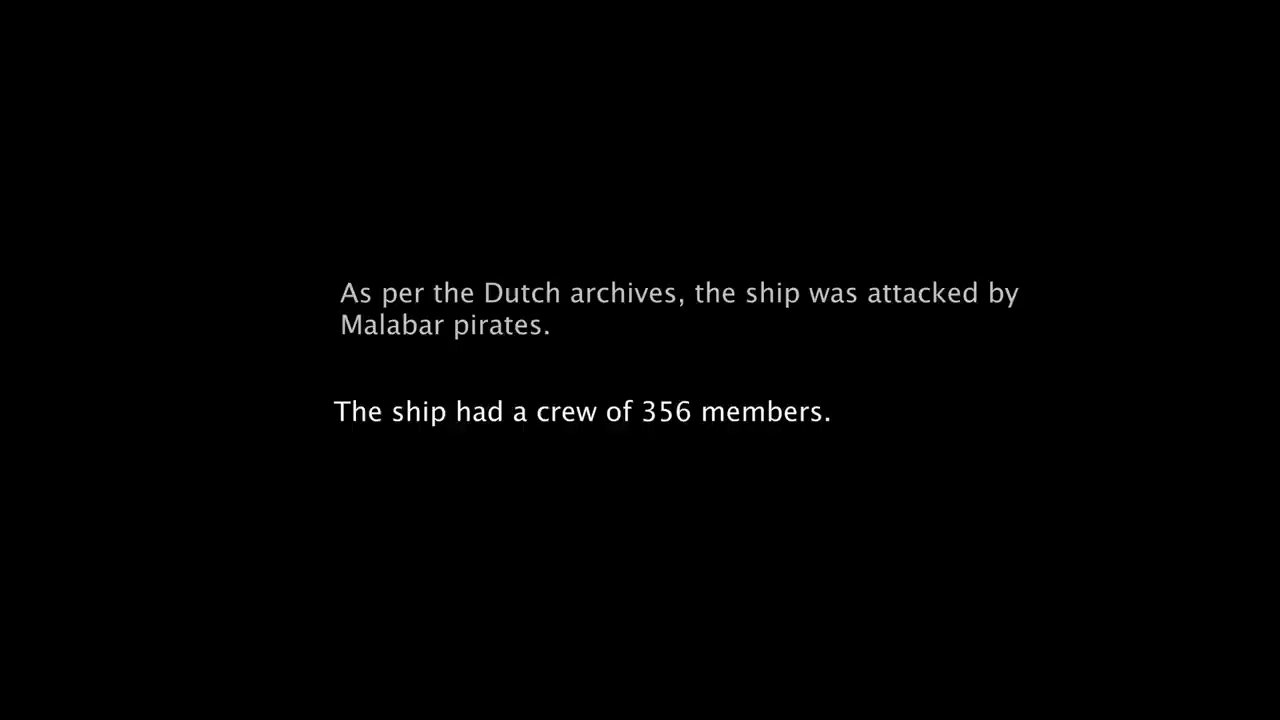 As per the Dutch archives, the ship was attacked by
Malabar pirates.
The ship had a crew of 356 members.